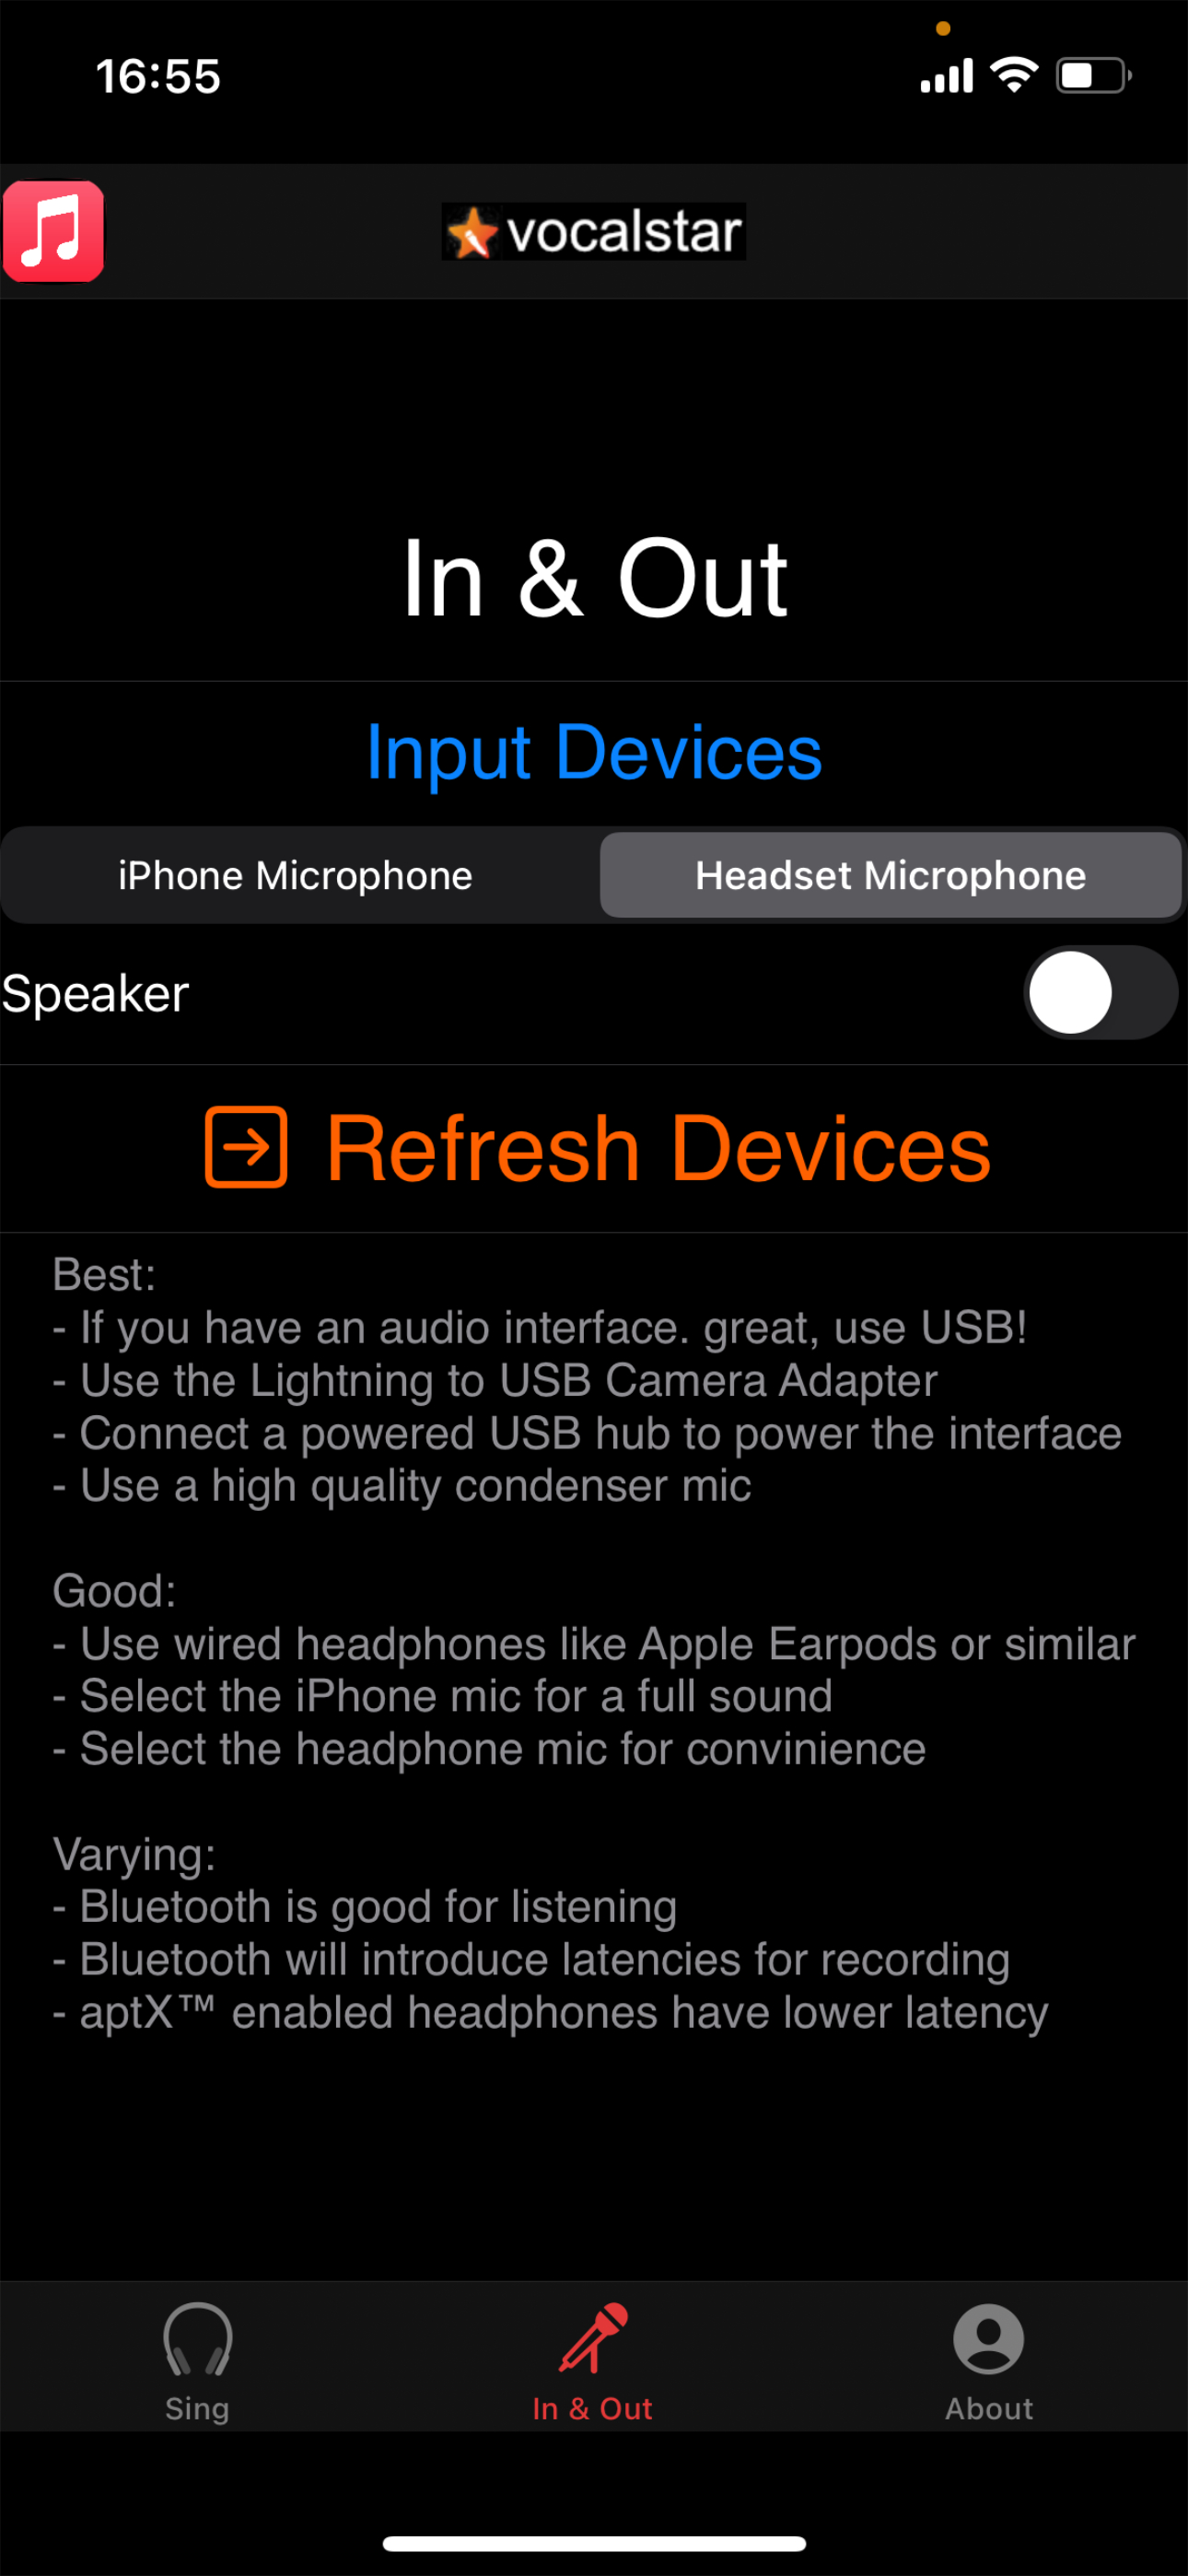 16:55
vocalstar
In & Out
Input Devices
iPhone Microphone
Headset Microphone
Speaker
Refresh Devices
Best:
- If you have an audio interface. great, use USB!
- Use the Lightning to USB Camera Adapter
- Connect a powered USB hub to power the interface
- Use a high quality condenser mic
Good:
- Use wired headphones like Apple Earpods or similar
- Select the iPhone mic for a full sound
- Select the headphone mic for convinience
Varying:
- Bluetooth is good for listening
- Bluetooth will introduce latencies for recording
- aptX™ enabled headphones have lower latency
Sing
In & Out
About